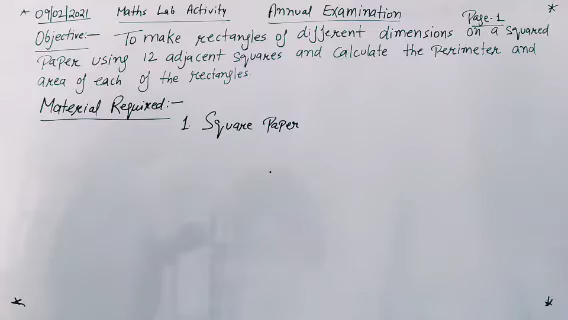 09/02/2021 Maths Lab Activity Annual Examination Page-1
Objective:- To make rectangles of different dimensions on a squared
Paper using 12 adjacent squares and calculate the Perimeter and
area of each of the rectangles
Material Required:-
1 Square Paper